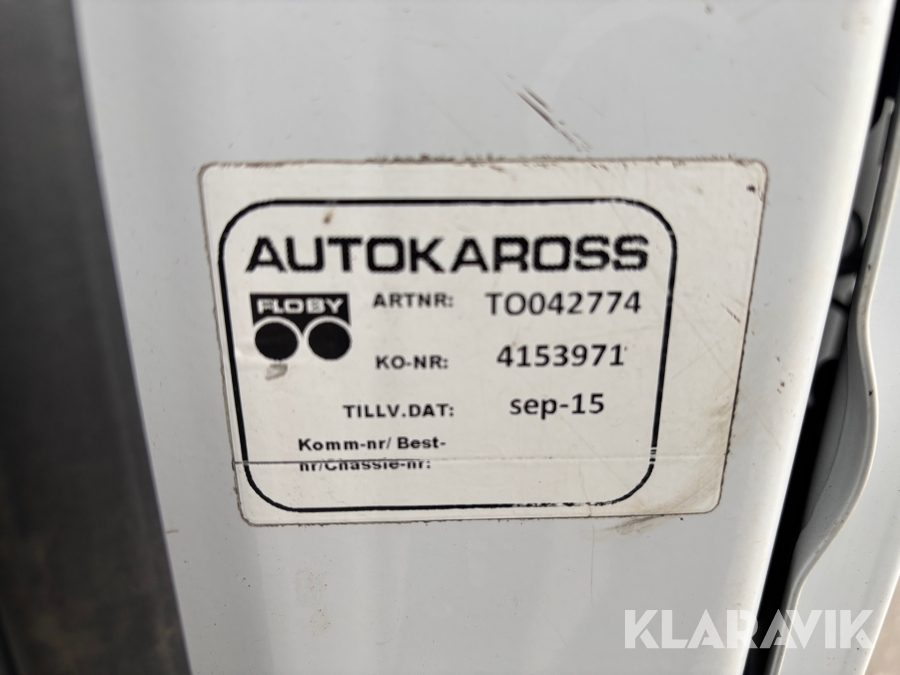 AUTOKAROSS
FLOBY
ARTNR: TO042774
KO-NR: 4153971
TILLV.DAT: sep-15
Komm-nr/ Best-
nr/Chassie-nr:
KLARAVIK